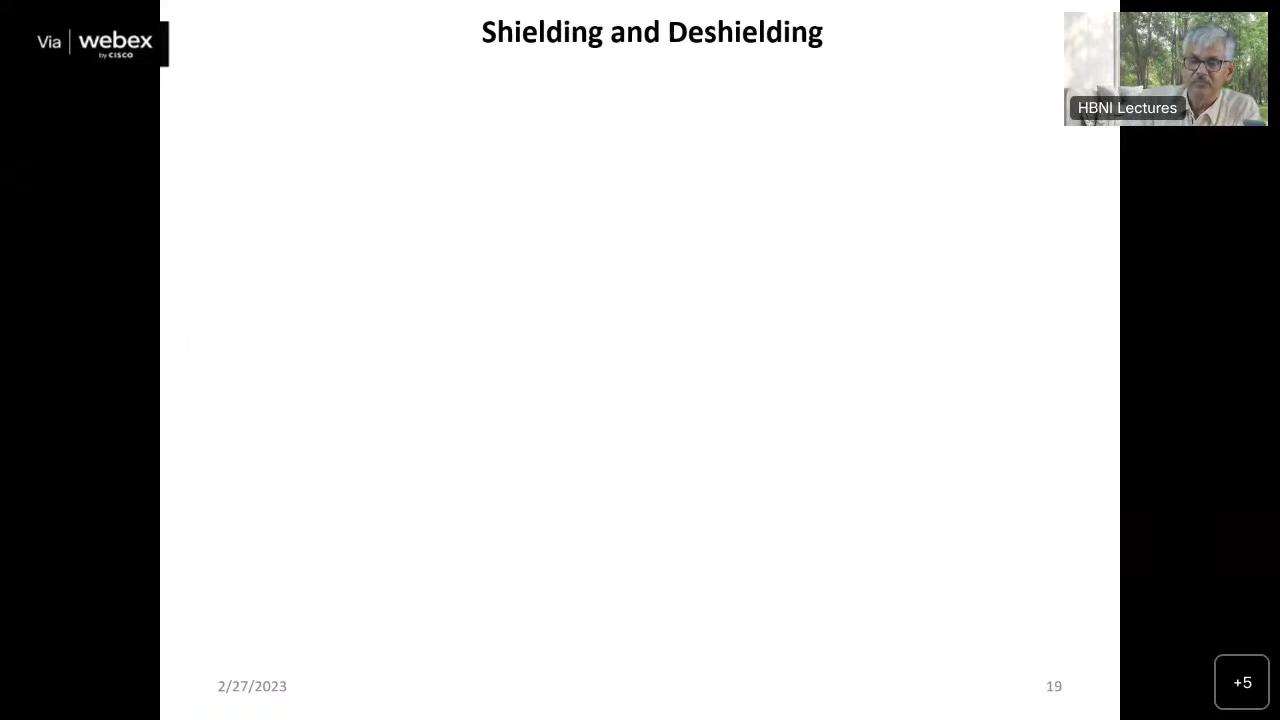 Via | webex
by CISCO
Shielding and Deshielding
HBNI Lectures
2/27/2023
19
+5